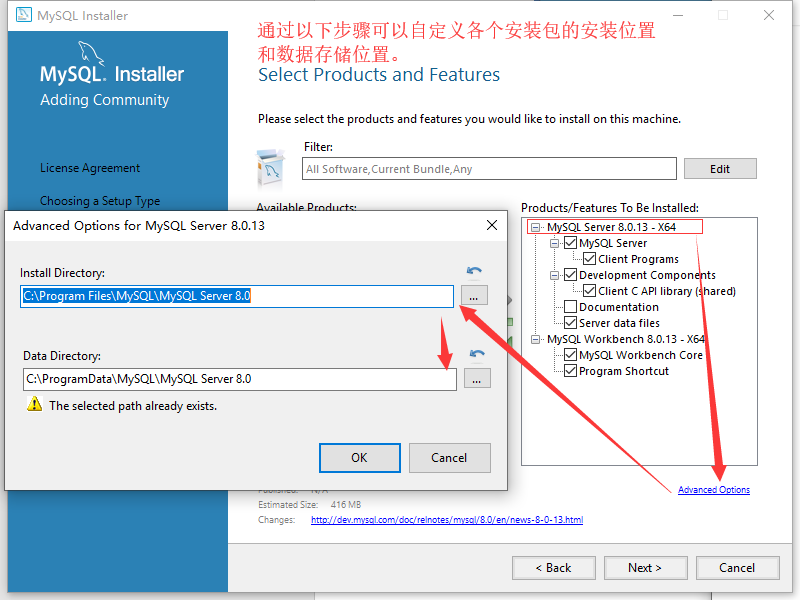 MySQL Installer
通过以下步骤可以自定义各个安装包的安装位置
和数据存储位置。
MySQL. Installer
Adding Community
Select Products and Features
Please select the products and features you would like to install on this machine.
License Agreement
Choosing a Setup Type
Filter:
All Software,Current Bundle,Any
Edit
Available Products:
Products/Features To Be Installed:
MySQL Server 8.0.13 - X64
MySQL Server
Client Programs
Development Components
Client C API library (shared)
Documentation
Server data files
MySQL Workbench 8.0.13 - X64
MySQL Workbench Core
Program Shortcut
Advanced Options for MySQL Server 8.0.13
Install Directory:
C:\Program Files\MySQL\MySQL Server 8.0
...
Data Directory:
C:\ProgramData\MySQL\MySQL Server 8.0
...
The selected path already exists.
OK
Cancel
Advanced Options
Published: N/A
Estimated Size: 416 MB
Changes: http://dev.mysql.com/doc/relnotes/mysql/8.0/en/news-8-0-13.html
< Back
Next >
Cancel